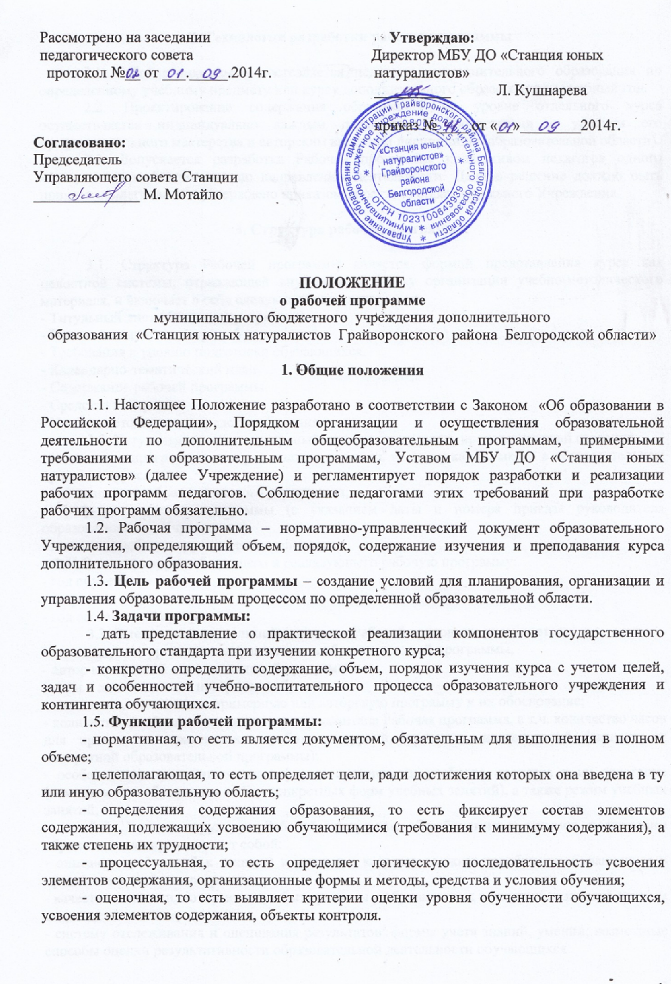 Рассмотрено на заседании
педагогического совета
протокол № 02 от 01 . 09 .2014г.
Утверждаю:
Директор МБУ ДО «Станция юных
натуралистов»
Л. Кушнарева
приказ № от «01» 09 2014г.
Согласовано:
Председатель
Управляющего совета Станции
М. Мотайло
«Станция юных
натуралистов»
Грайворонского
района
Белгородской
области»
ПОЛОЖЕНИЕ
о рабочей программе
муниципального бюджетного учреждения дополнительного
образования «Станция юных натуралистов Грайворонского района Белгородской области»
1. Общие положения
1.1. Настоящее Положение разработано в соответствии с Законом «Об образовании в
Российской Федерации», Порядком организации и осуществления образовательной
деятельности по дополнительным общеобразовательным программам, примерными
требованиями к образовательным программам, Уставом МБУ ДО «Станция юных
натуралистов» (далее Учреждение) и регламентирует порядок разработки и реализации
рабочих программ педагогов. Соблюдение педагогами этих требований при разработке
рабочих программ обязательно.
1.2. Рабочая программа – нормативно-управленческий документ образовательного
Учреждения, определяющий объем, порядок, содержание изучения и преподавания курса
дополнительного образования.
1.3. Цель рабочей программы – создание условий для планирования, организации и
управления образовательным процессом по определенной образовательной области.
1.4. Задачи программы:
- дать представление о практической реализации компонентов государственного
образовательного стандарта при изучении конкретного курса;
- конкретно определить содержание, объем, порядок изучения курса с учетом целей,
задач и особенностей учебно-воспитательного процесса образовательного учреждения и
контингента обучающихся.
1.5. Функции рабочей программы:
- нормативная, то есть является документом, обязательным для выполнения в полном
объеме;
- целеполагающая, то есть определяет цели, ради достижения которых она введена в ту
или иную образовательную область;
- определения содержания образования, то есть фиксирует состав элементов
содержания, подлежащих усвоению обучающимися (требования к минимуму содержания), а
также степень их трудности;
- процессуальная, то есть определяет логическую последовательность усвоения
элементов содержания, организационные формы и методы, средства и условия обучения;
- оценочная, то есть выявляет критерии оценки уровня обученности обучающихся,
усвоения элементов содержания, объекты контроля.